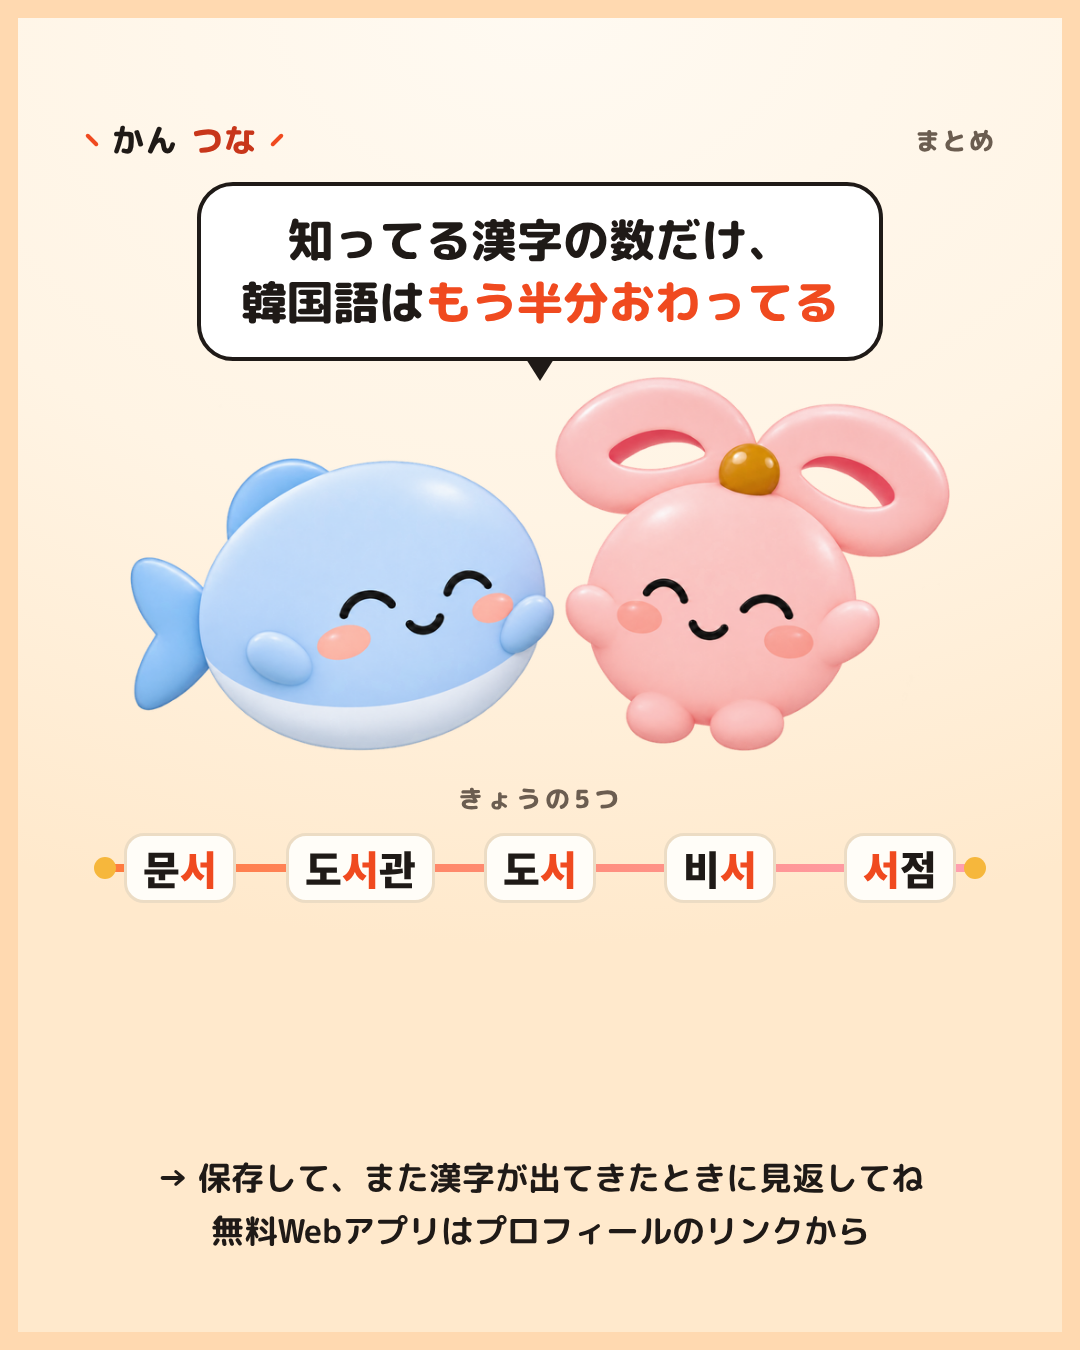 かんつな
まとめ
知ってる漢字の数だけ、
韓国語はもう半分おわってる
きょうの5つ
문서 도서관 도서 비서 서점
→ 保存して、また漢字が出てきたときに見返してね
無料Webアプリはプロフィールのリンクから